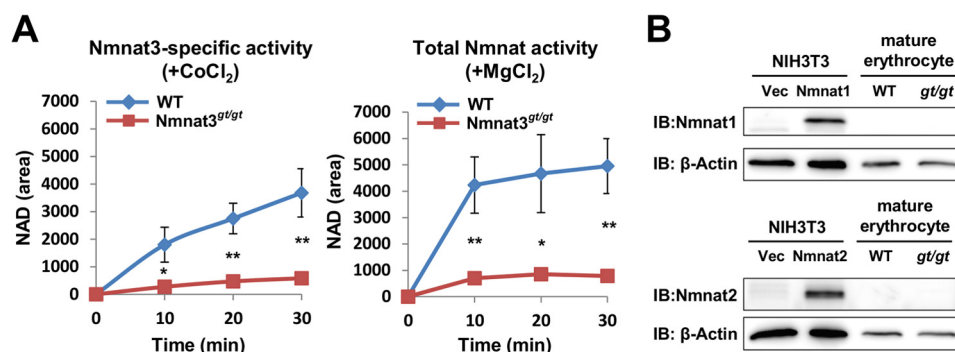 A
Nmnat3-specific activity
(+CoCl2)
NAD (area)
7000
6000
5000
4000
3000
2000
1000
0
WT
Nmnat3gt/gt
*
**
**
0 10 20 30
Time (min)
Total Nmnat activity
(+MgCl2)
NAD (area)
7000
6000
5000
4000
3000
2000
1000
0
WT
Nmnat3gt/gt
**
*
**
0 10 20 30
Time (min)
B
mature
NIH3T3 erythrocyte
Vec Nmnat1 WT gt/gt
IB:Nmnat1
IB: β-Actin
mature
NIH3T3 erythrocyte
Vec Nmnat2 WT gt/gt
IB:Nmnat2
IB: β-Actin